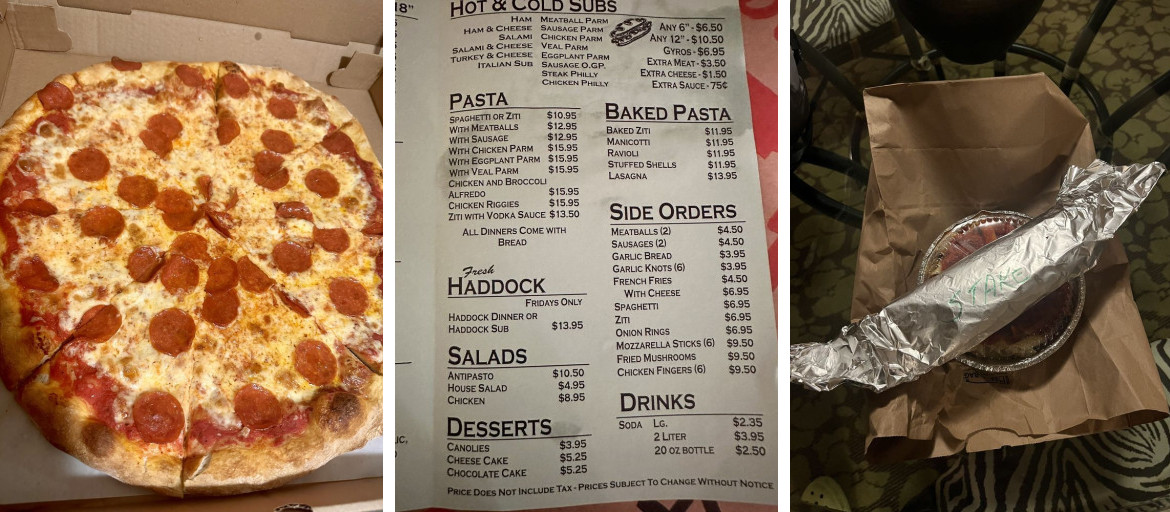 18"
HOT & COLD SUBS
HAM MEATBALL PARM
HAM & CHEESE SAUSAGE PARM
SALAMI CHICKEN PARM
SALAMI & CHEESE VEAL PARM
TURKEY & CHEESE EGGPLANT PARM
ITALIAN SUB SAUSAGE O.G.P.
STEAK PHILLY
CHICKEN PHILLY
ANY 6" - $6.50
ANY 12" - $10.50
GYROS - $6.95
EXTRA MEAT - $3.50
EXTRA CHEESE - $1.50
EXTRA SAUCE - 75¢
PASTA
SPAGHETTI OR ZITI $10.95
WITH MEATBALLS $12.95
WITH SAUSAGE $12.95
WITH CHICKEN PARM $15.95
WITH EGGPLANT PARM $15.95
WITH VEAL PARM $15.95
CHICKEN AND BROCCOLI
ALFREDO $15.95
CHICKEN RIGGIES $15.95
ZITI WITH VODKA SAUCE $13.50
ALL DINNERS COME WITH
BREAD
Fresh
HADDOCK
FRIDAYS ONLY
HADDOCK DINNER OR
HADDOCK SUB $13.95
SALADS
ANTIPASTO $10.50
HOUSE SALAD $4.95
CHICKEN $8.95
DESSERTS
CANOLIES $3.95
CHEESE CAKE $5.25
CHOCOLATE CAKE $5.25
BAKED PASTA
BAKED ZITI $11.95
MANICOTTI $11.95
RAVIOLI $11.95
STUFFED SHELLS $11.95
LASAGNA $13.95
SIDE ORDERS
MEATBALLS (2) $4.50
SAUSAGES (2) $4.50
GARLIC BREAD $3.95
GARLIC KNOTS (6) $3.95
FRENCH FRIES $4.50
WITH CHEESE $6.95
SPAGHETTI $6.95
ZITI $6.95
ONION RINGS $6.95
MOZZARELLA STICKS (6) $9.50
FRIED MUSHROOMS $9.50
CHICKEN FINGERS (6) $9.50
DRINKS
SODA LG. $2.35
2 LITER $3.95
20 OZ BOTTLE $2.50
PRICE DOES NOT INCLUDE TAX - PRICES SUBJECT TO CHANGE WITHOUT NOTICE